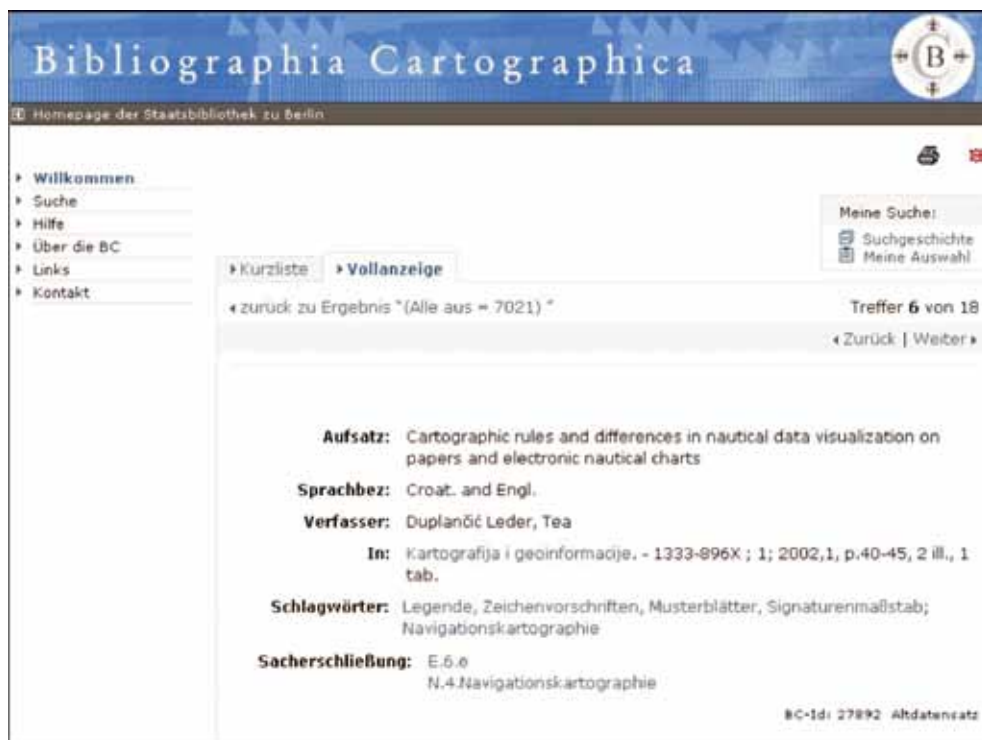 Bibliographia Cartographica
B
Homepage der Staatsbibliothek zu Berlin
Willkommen
Suche
Hilfe
Über die BC
Links
Kontakt
Meine Suche:
Suchgeschichte
Meine Auswahl
Kurzliste Vollanzeige
zurück zu Ergebnis "(Alle aus = 7021) "
Treffer 6 von 18
Zurück | Weiter
Aufsatz: Cartographic rules and differences in nautical data visualization on
papers and electronic nautical charts
Sprachbez: Croat. and Engl.
Verfasser: Duplančić Leder, Tea
In: Kartografija i geoinformacije. - 1333-896X ; 1; 2002,1, p.40-45, 2 ill., 1
tab.
Schlagwörter: Legende, Zeichenvorschriften, Musterblätter, Signaturenmaßstab;
Navigationskartographie
Sacherschließung: E.6.
N.4.Navigationskartographie
BC-Id: 27892 Altdatensatz